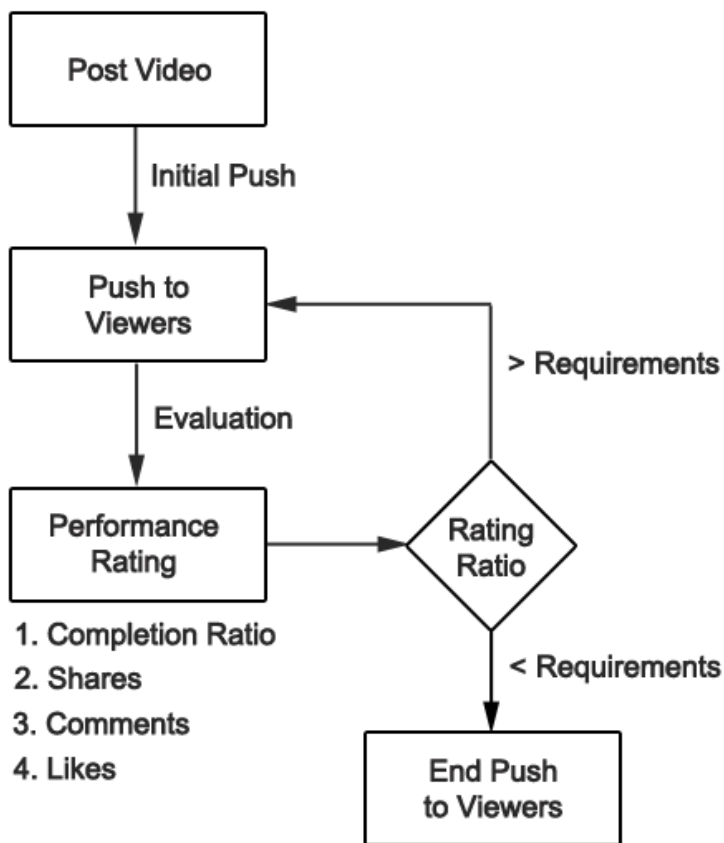 Post Video
Initial Push
Push to
Viewers
> Requirements
Evaluation
Performance
Rating
Rating
Ratio
1. Completion Ratio
2. Shares
3. Comments
4. Likes
< Requirements
End Push
to Viewers